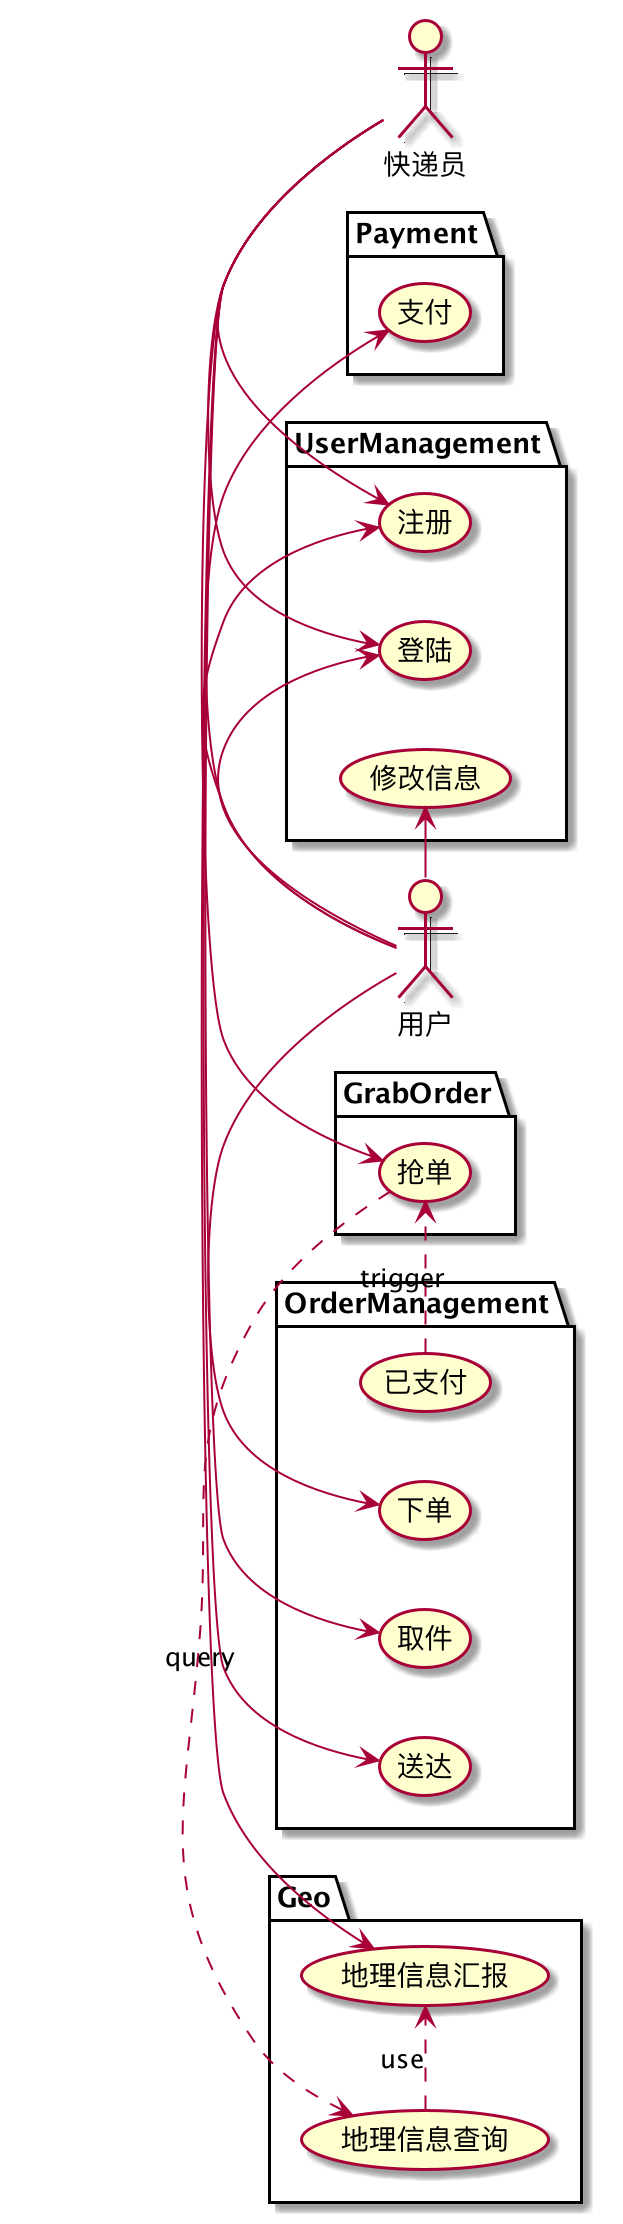 快递员
Payment
支付
UserManagement
注册
登陆
修改信息
用户
GrabOrder
抢单
trigger
OrderManagement
已支付
下单
取件
query
送达
Geo
地理信息汇报
use
地理信息查询